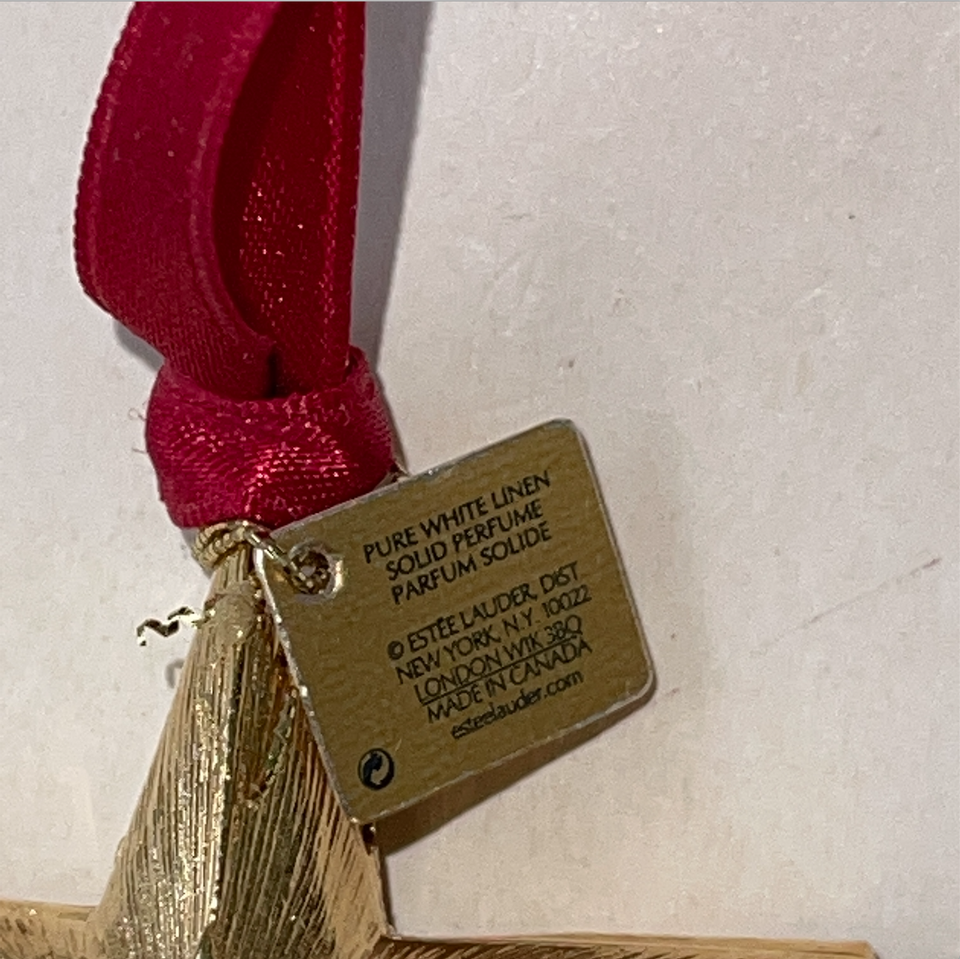 PURE WHITE LINEN
SOLID PERFUME
PARFUM SOLIDE
© ESTÉE LAUDER, DIST
NEW YORK, N.Y. 10022
LONDON W1K 3BQ
MADE IN CANADA
esteelauder.com